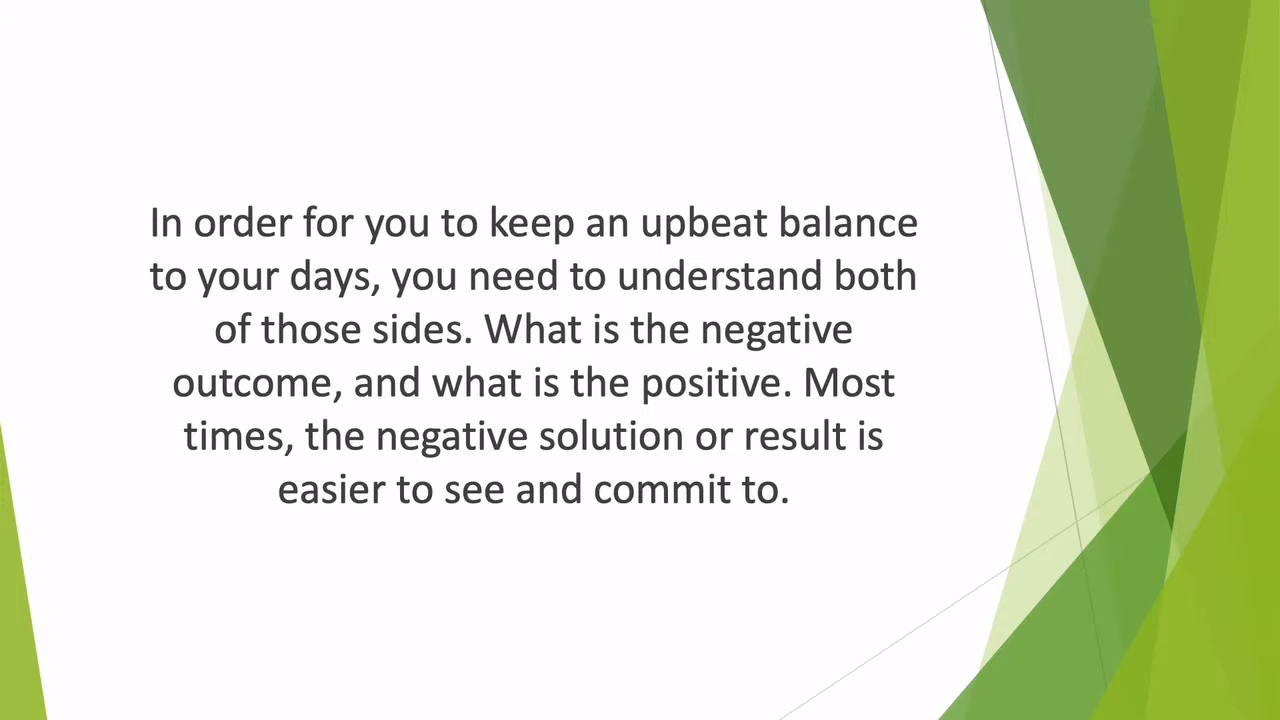 In order for you to keep an upbeat balance
to your days, you need to understand both
of those sides. What is the negative
outcome, and what is the positive. Most
times, the negative solution or result is
easier to see and commit to.